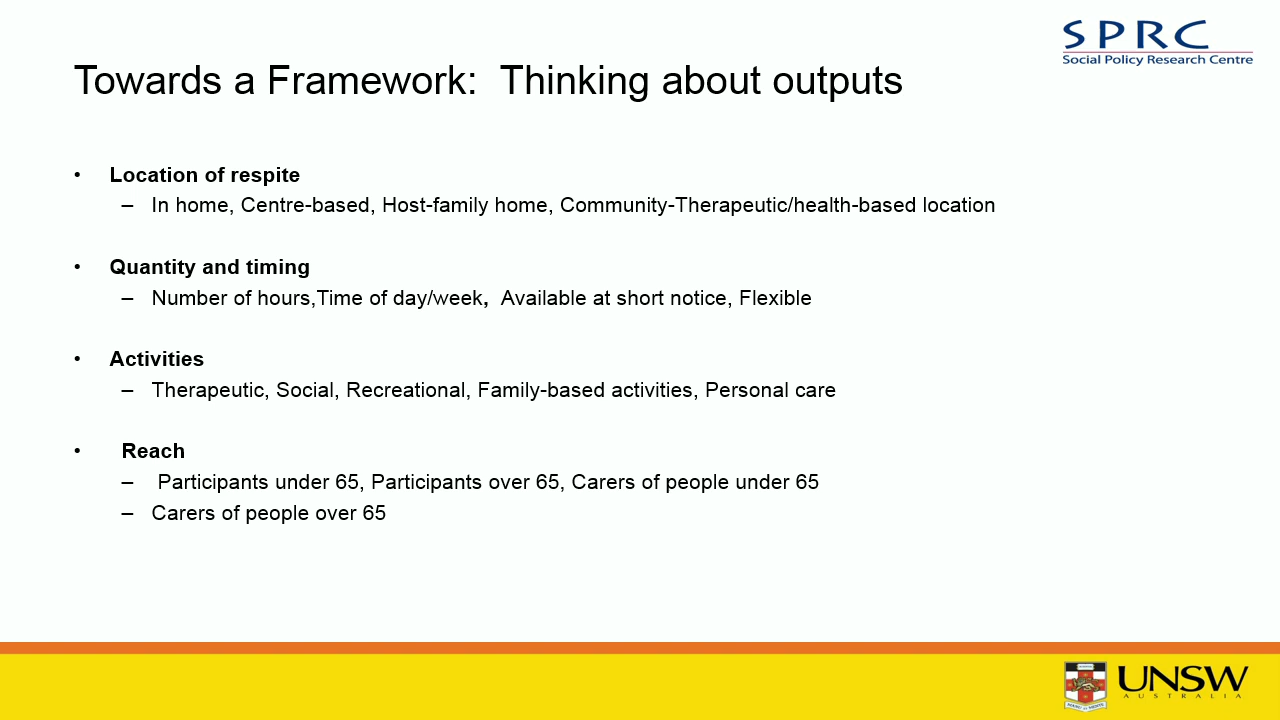 SPRC
Social Policy Research Centre
Towards a Framework:  Thinking about outputs
• Location of respite
– In home, Centre-based, Host-family home, Community-Therapeutic/health-based location
• Quantity and timing
– Number of hours,Time of day/week,  Available at short notice, Flexible
• Activities
– Therapeutic, Social, Recreational, Family-based activities, Personal care
• Reach
– Participants under 65, Participants over 65, Carers of people under 65
– Carers of people over 65
UNSW
AUSTRALIA